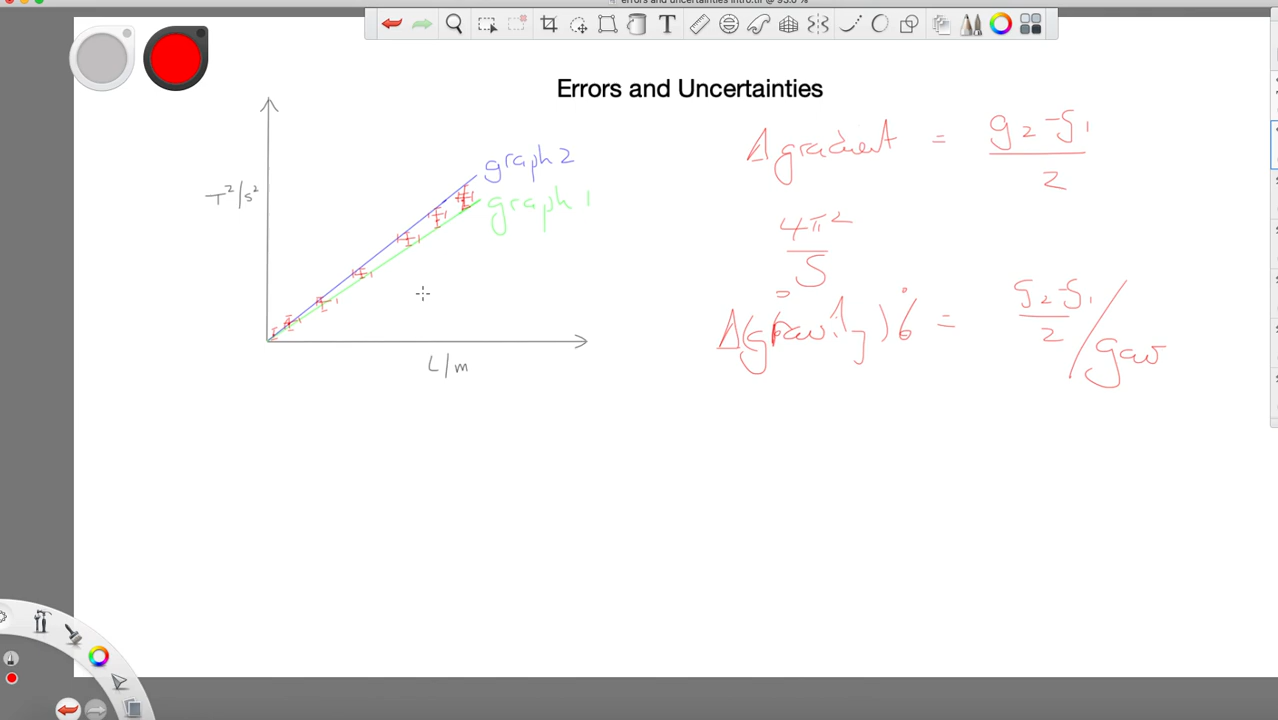 Errors and Uncertainties
T²/s²
graph 2
graph 1
L/m
Δgradient = g2-g1
2
4π²
g
Δ(gravity)% = g2-g1
2
/ gav
T